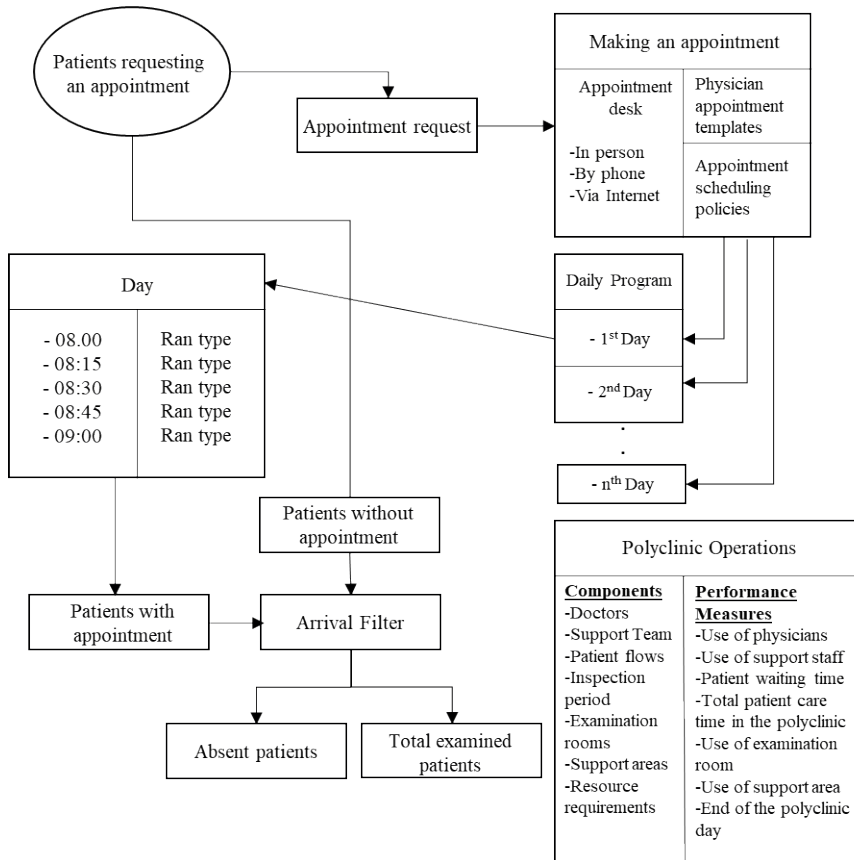 Patients requesting
an appointment
Appointment request
Making an appointment
Appointment
desk
-In person
-By phone
-Via Internet
Physician
appointment
templates
Appointment
scheduling
policies
Day
- 08.00
Ran type
- 08:15
Ran type
- 08:30
Ran type
- 08:45
Ran type
- 09:00
Ran type
Daily Program
- 1st Day
- 2nd Day
.
.
- nth Day
Patients without
appointment
Patients with
appointment
Arrival Filter
Absent patients
Total examined
patients
Polyclinic Operations
Components
-Doctors
-Support Team
-Patient flows
-Inspection
period
-Examination
rooms
-Support areas
-Resource
requirements
Performance
Measures
-Use of physicians
-Use of support staff
-Patient waiting time
-Total patient care
time in the polyclinic
-Use of examination
room
-Use of support area
-End of the polyclinic
day